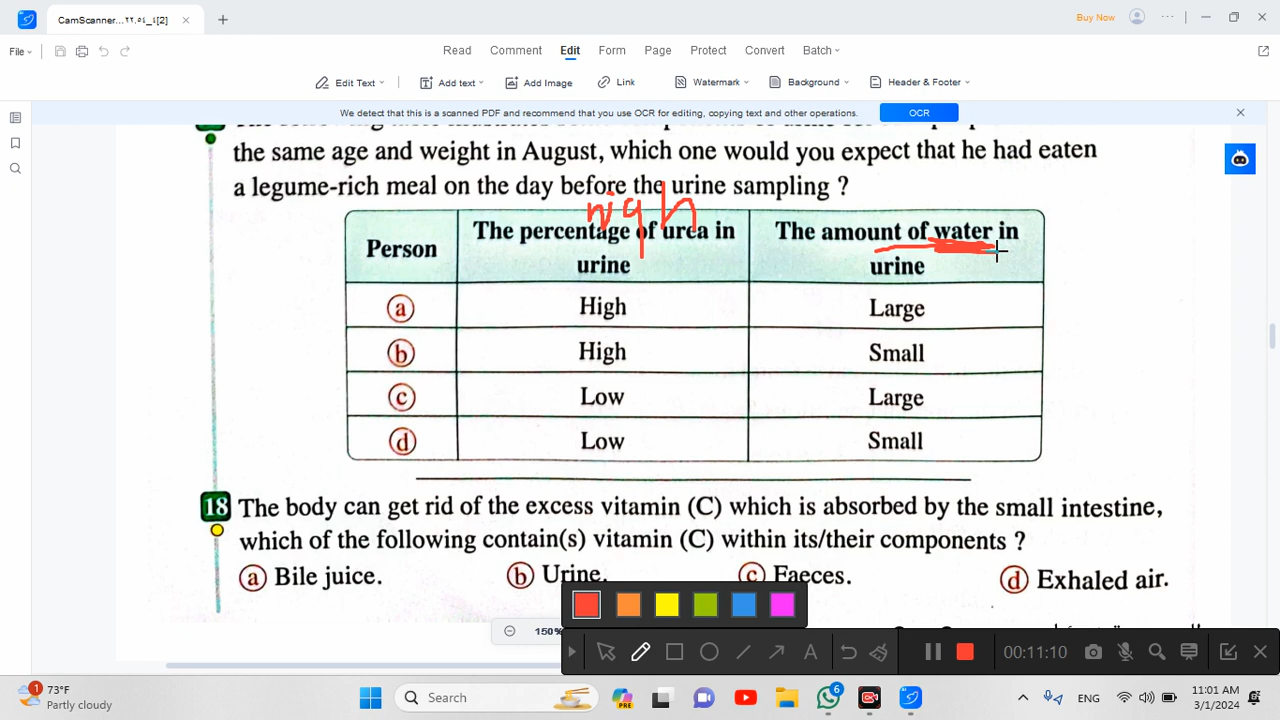 CamScanner...٢٢_٥٤_٤[2]
Buy Now
File
Read Comment Edit Form Page Protect Convert Batch
Edit Text Add text Add Image Link Watermark Background Header & Footer
We detect that this is a scanned PDF and recommend that you use OCR for editing, copying text and other operations. OCR
the same age and weight in August, which one would you expect that he had eaten
a legume-rich meal on the day before the urine sampling ?
high
Person The percentage of urea in urine The amount of water in urine
a High Large
b High Small
c Low Large
d Low Small
18 The body can get rid of the excess vitamin (C) which is absorbed by the small intestine,
which of the following contain(s) vitamin (C) within its/their components ?
a Bile juice. b Urine. c Faeces. d Exhaled air.
150%
A 00:11:10
1 73°F
Partly cloudy
Search
PRE
6
ENG
11:01 AM
3/1/2024